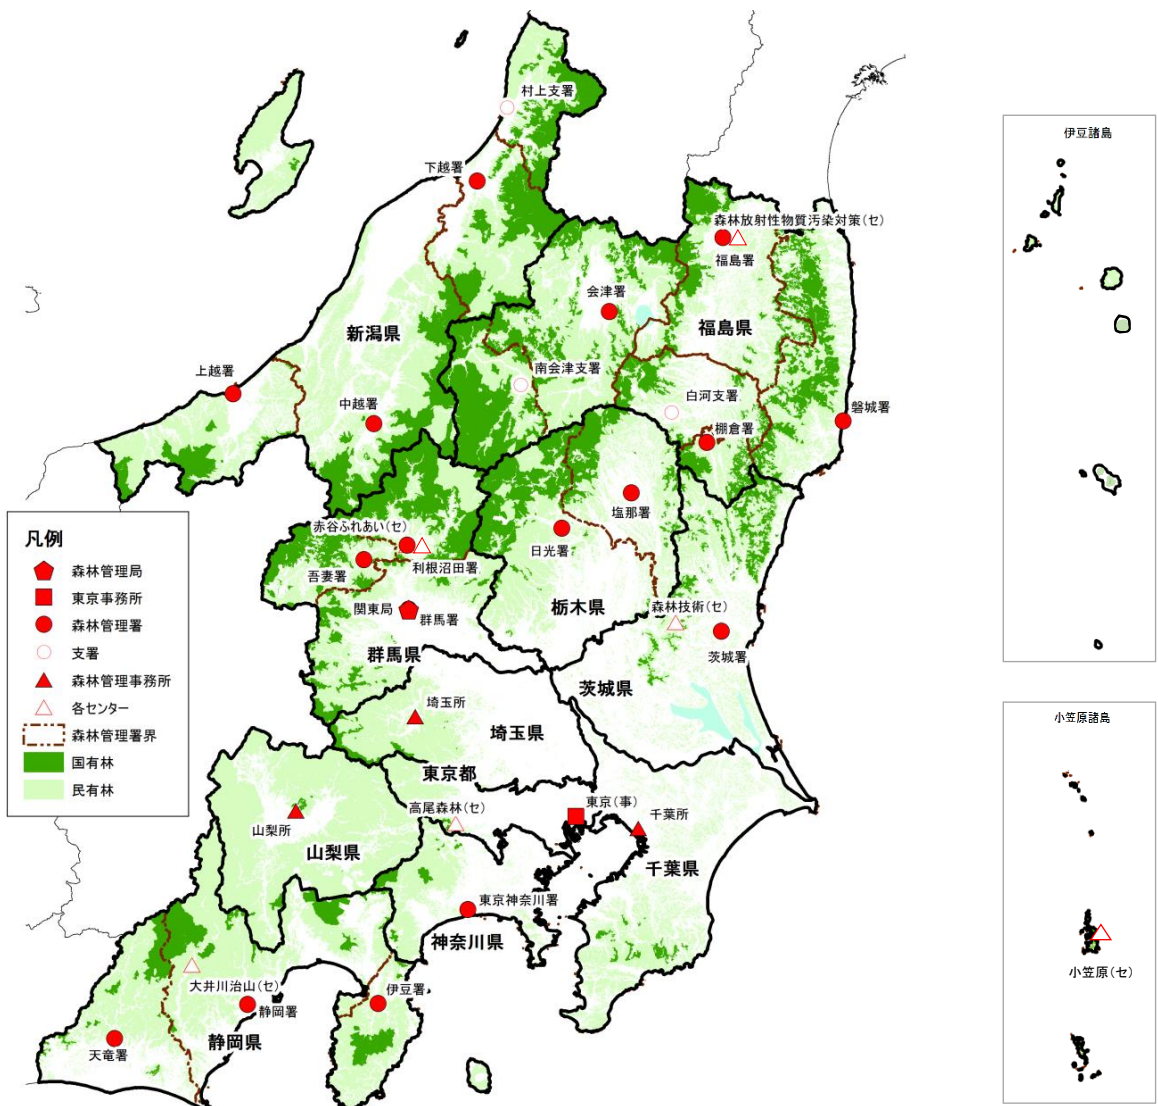 村上支署
伊豆諸島
下越署
森林放射性物質汚染対策(セ)
福島署
会津署
新潟県
福島県
上越署
南会津支署
白河支署
中越署
磐城署
棚倉署
塩那署
赤谷ふれあい(セ)
日光署
利根沼田署
吾妻署
関東局
群馬署
栃木県
森林技術(セ)
群馬県
茨城署
茨城県
埼玉所
埼玉県
小笠原諸島
凡例
森林管理局
東京事務所
森林管理署
支署
森林管理事務所
各センター
森林管理署界
国有林
民有林
東京都
高尾森林(セ)
東京(事)
千葉所
山梨所
山梨県
千葉県
東京神奈川署
神奈川県
小笠原(セ)
大井川治山(セ)
伊豆署
静岡署
静岡県
天竜署